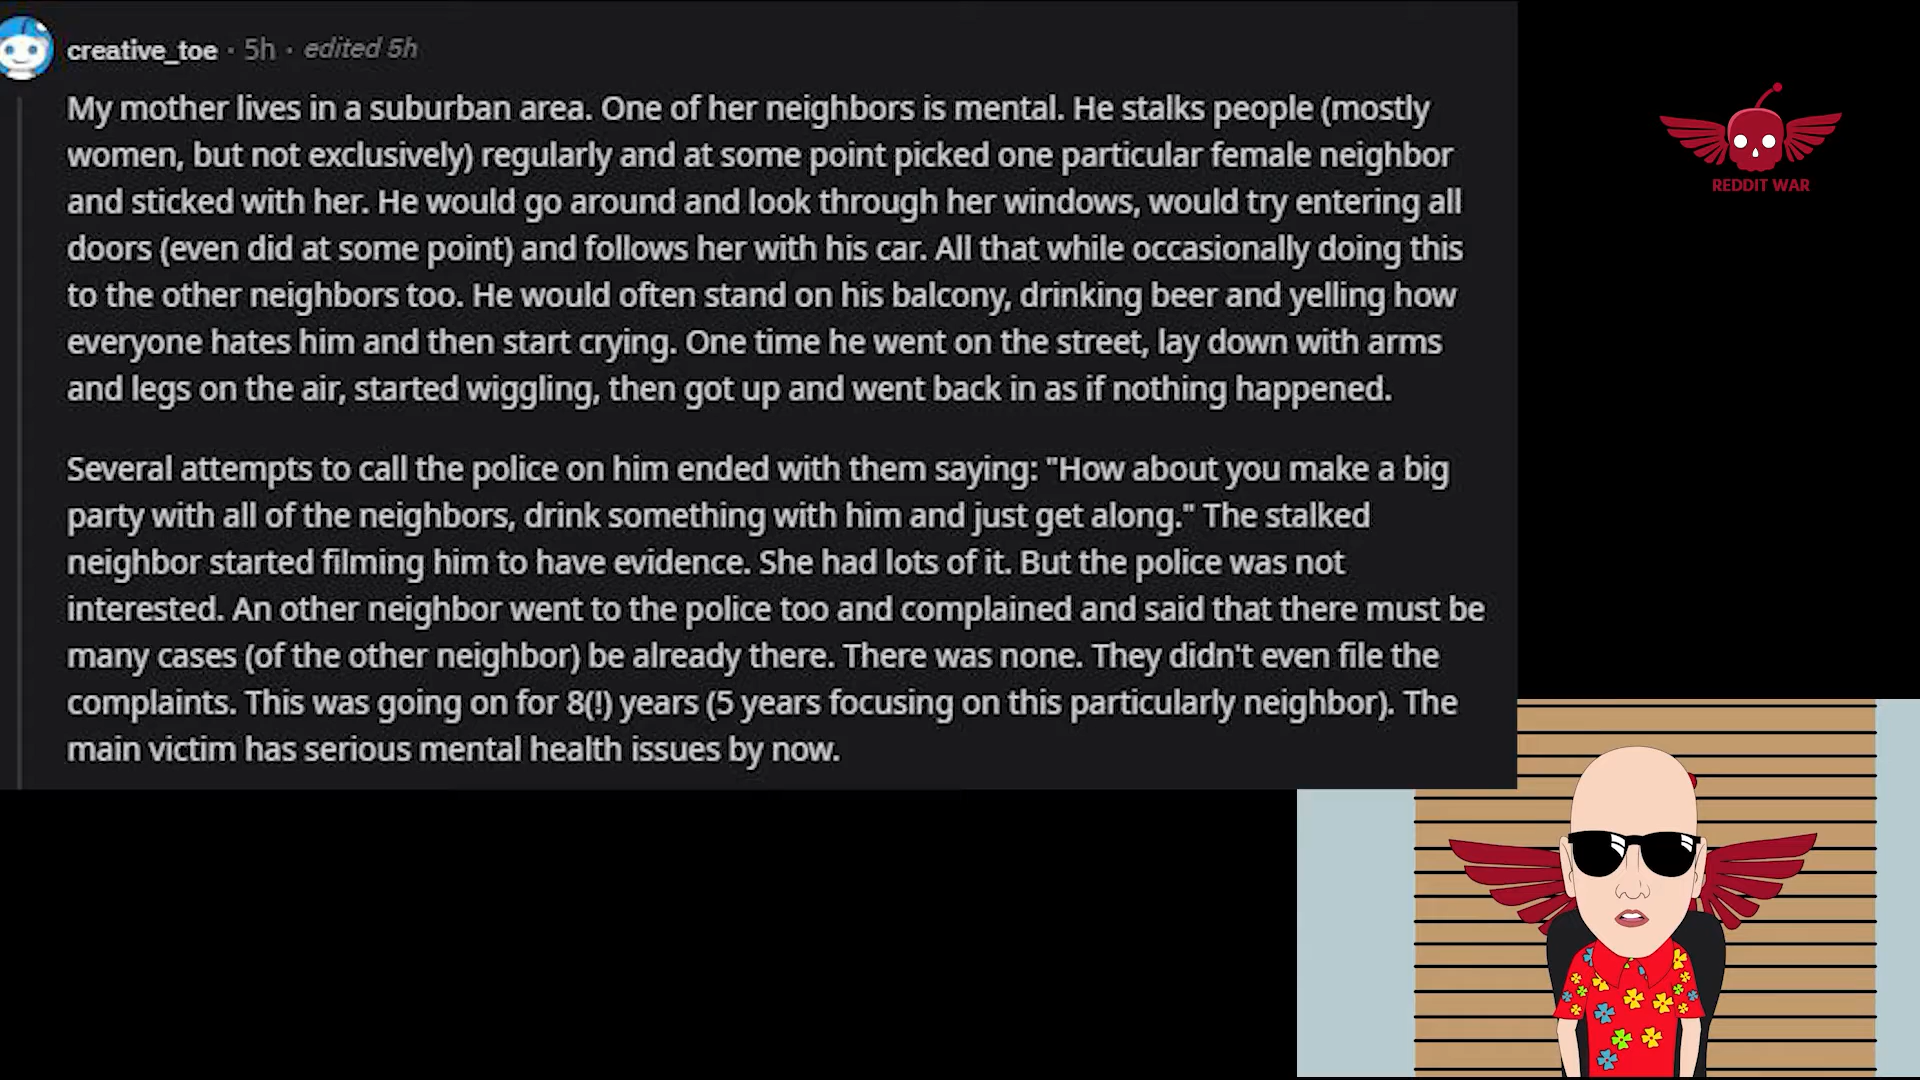 creative_toe · 5h · edited 5h
My mother lives in a suburban area. One of her neighbors is mental. He stalks people (mostly
women, but not exclusively) regularly and at some point picked one particular female neighbor
and sticked with her. He would go around and look through her windows, would try entering all
doors (even did at some point) and follows her with his car. All that while occasionally doing this
to the other neighbors too. He would often stand on his balcony, drinking beer and yelling how
everyone hates him and then start crying. One time he went on the street, lay down with arms
and legs on the air, started wiggling, then got up and went back in as if nothing happened.
Several attempts to call the police on him ended with them saying: "How about you make a big
party with all of the neighbors, drink something with him and just get along." The stalked
neighbor started filming him to have evidence. She had lots of it. But the police was not
interested. An other neighbor went to the police too and complained and said that there must be
many cases (of the other neighbor) be already there. There was none. They didn't even file the
complaints. This was going on for 8(!) years (5 years focusing on this particularly neighbor). The
main victim has serious mental health issues by now.
REDDIT WAR